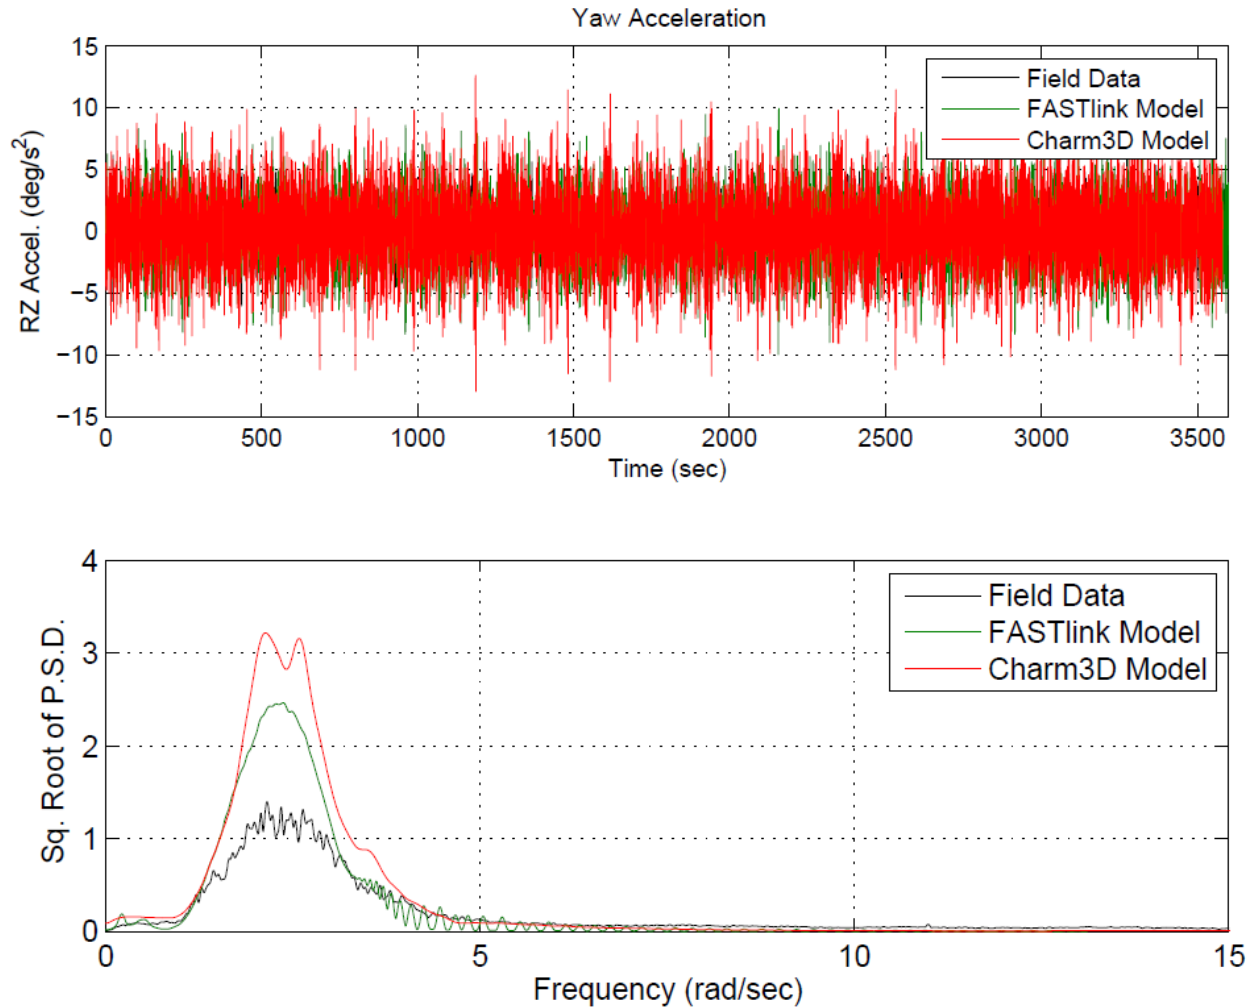 Yaw Acceleration
15
10
5
0
−5
−10
−15
RZ Accel. (deg/s²)
Field Data
FASTlink Model
Charm3D Model
0 500 1000 1500 2000 2500 3000 3500
Time (sec)
4
3
2
1
0
Sq. Root of P.S.D.
Field Data
FASTlink Model
Charm3D Model
0 5 10 15
Frequency (rad/sec)